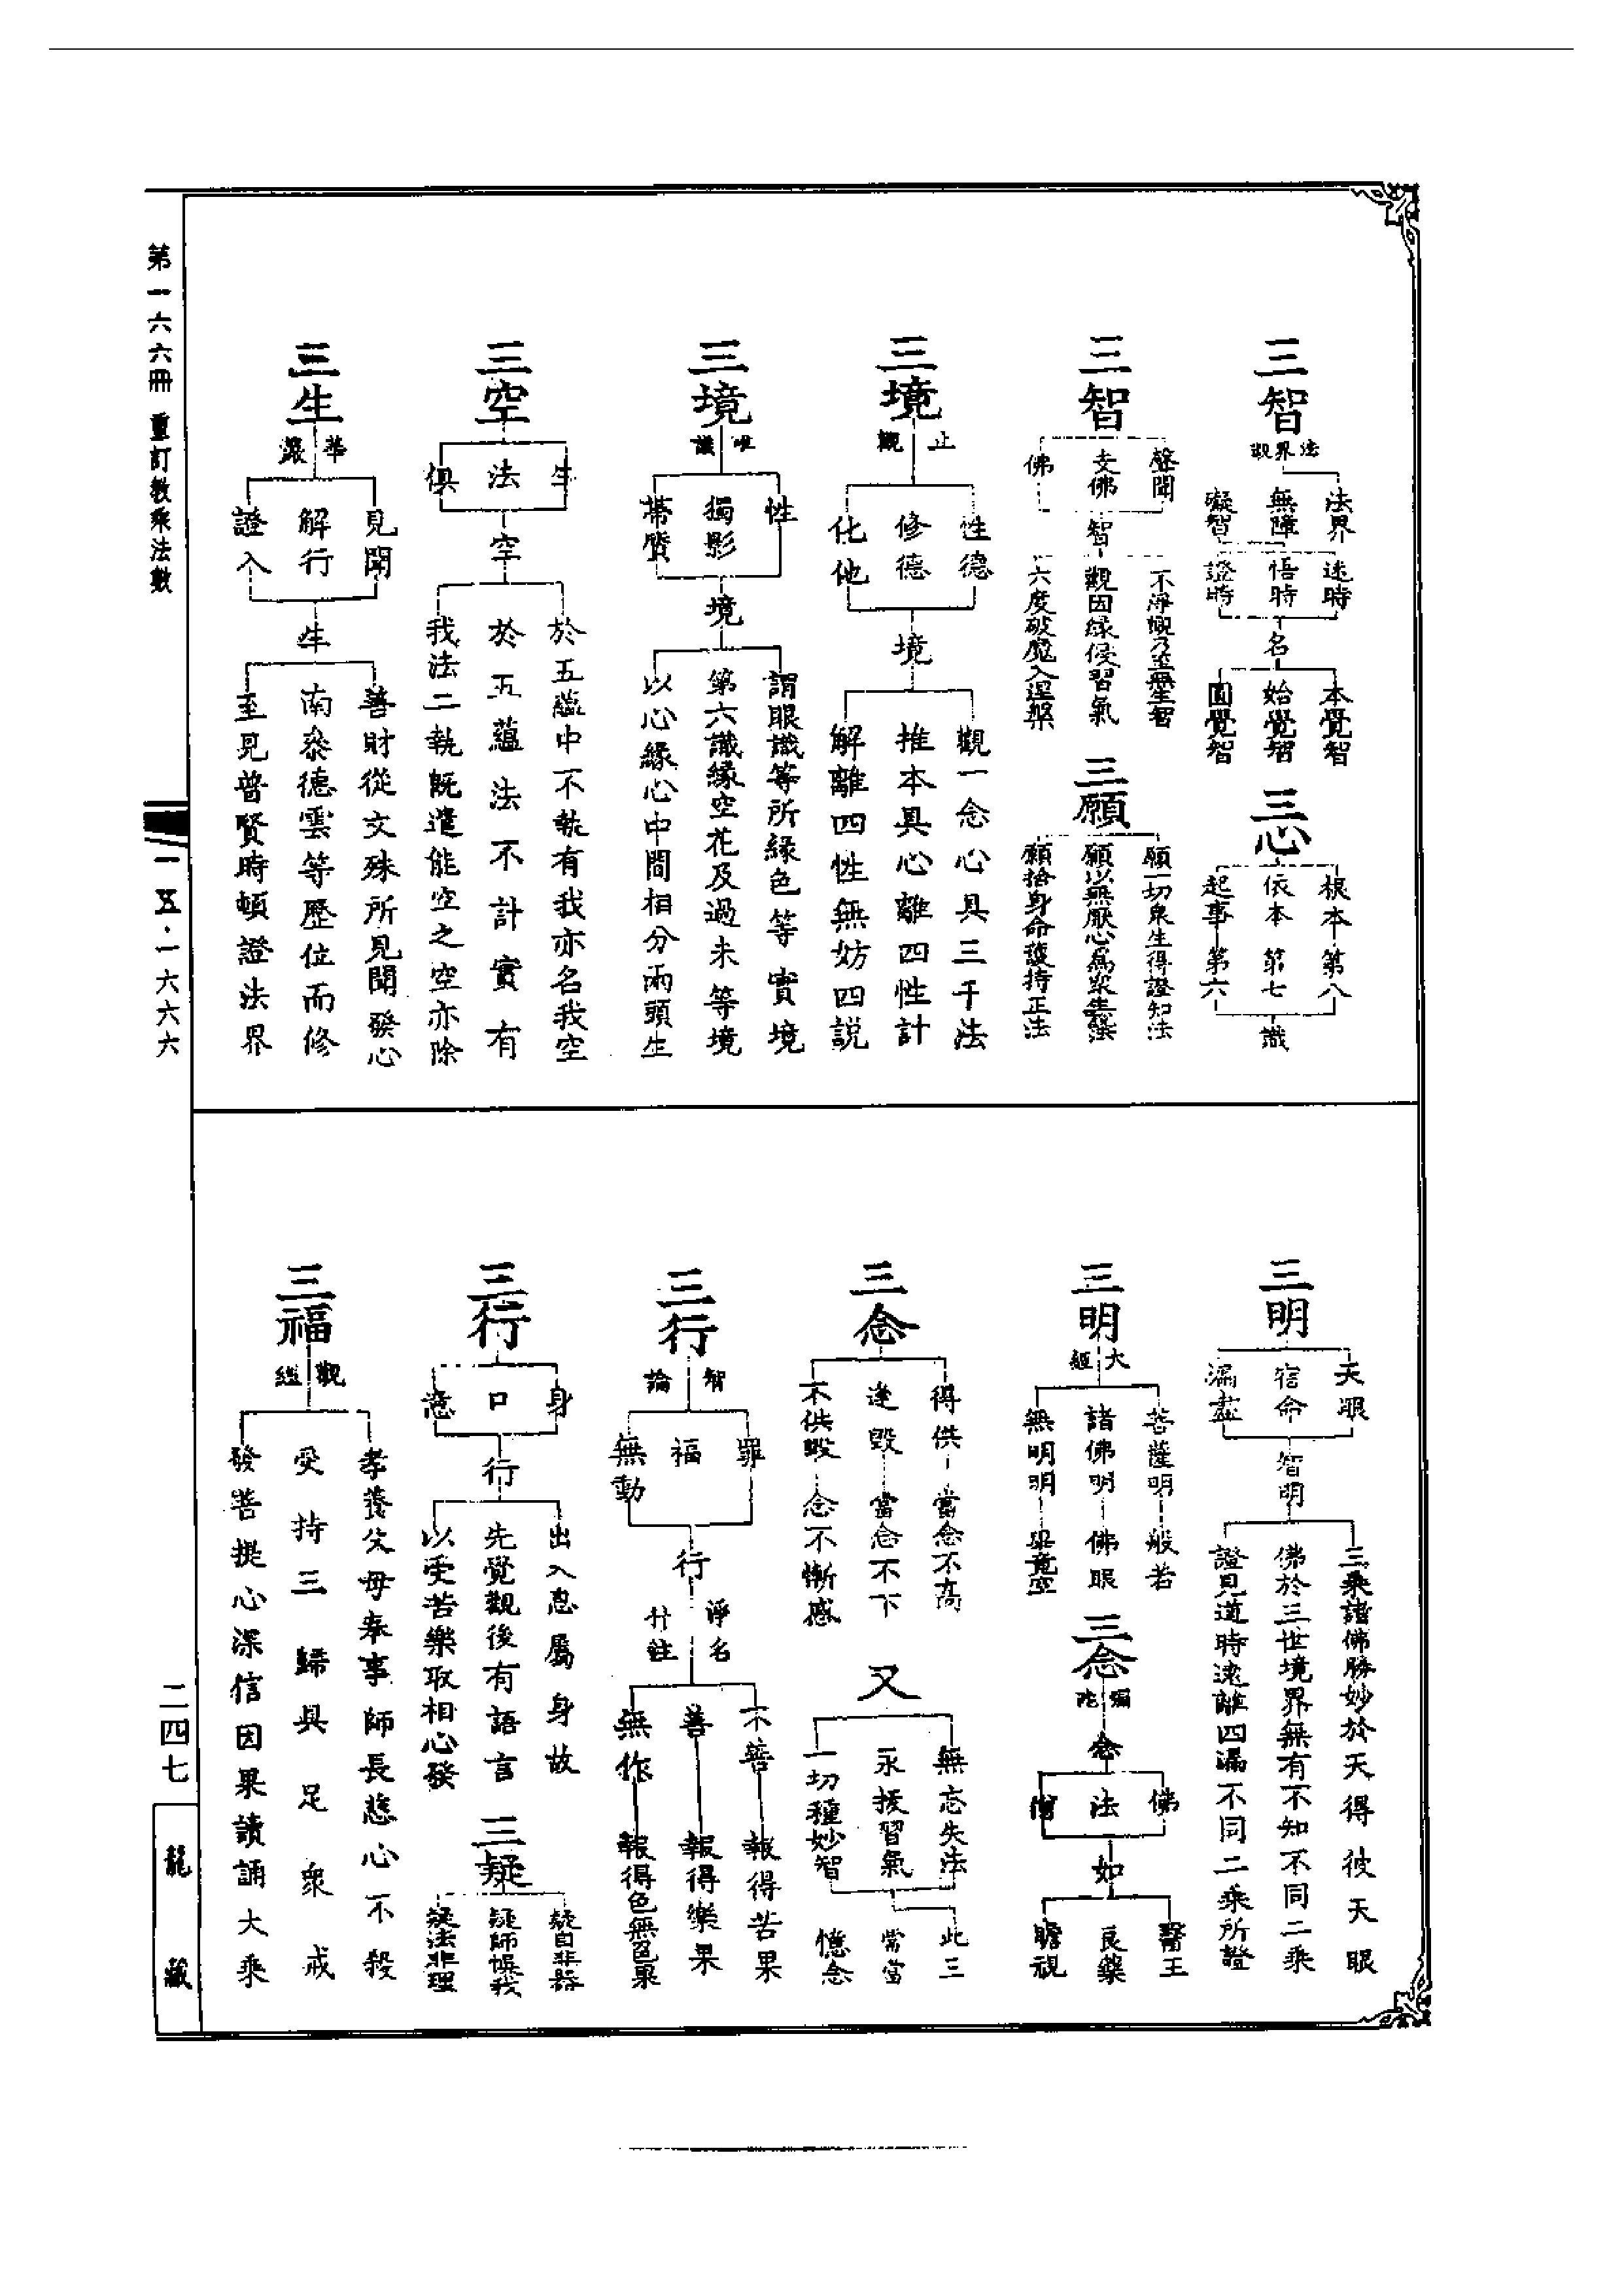 三智
法界觀
法界
無障
礙智
迷時
悟時
證時
名
本覺智
始覺智
圓覺智
三心
根本 第八
依本 第七
起事 第六
識
三智
聲聞
支佛
佛
智
不淨觀乃至無生智
觀因緣侵習氣
六度破魔入涅槃
三願
願一切衆生得證知法
願以無厭心爲衆生說
願捨身命護持正法
三境
止觀
性德
修德
化他
境
觀一念心具三千法
推本具心離四性計
解離四性無妨四説
三境
唯識
性
獨影
帶質
境
謂眼識等所緣色等實境
第六識緣空花及過未等境
以心緣心中間相分兩頭生
三空
生
法
俱
空
於五蘊中不執有我亦名我空
於五蘊法不計實有
我法二執既遣能空之空亦除
三生
華嚴
見聞
解行
證入
生
善財從文殊所見聞發心
南叅德雲等歷位而修
至見普賢時頓證法界
三明
天眼
宿命
漏盡
智明
三乘諸佛勝妙於天得彼天眼
佛於三世境界無有不知不同二乘
證見道時遠離四漏不同二乘所證
三明
大經
菩薩明 般若
諸佛明 佛眼
無明明 畢竟空
三念
彌陀
念
佛
法
僧
如
醫王
良藥
瞻視
三念
得供 當念不高
逢毀 當念不下
不供毀 念不慚慼
又
無忘失法
永拔習氣
一切種妙智
此三
常當
憶念
三行
智論
罪
福
無動
行
淨名
什註
不善 報得苦果
善 報得樂果
無作 報得色無色界
三行
身
口
意
行
出入息屬身故
先覺觀後有語言
以受苦樂取相心發
三疑
疑自非器
疑師悞我
疑法非理
三福
觀經
孝養父母奉事師長慈心不殺
受持三歸具足衆戒
發菩提心深信因果讀誦大乘
第一六六冊 重訂教乘法數
一五·一六六六
二四七
龍藏